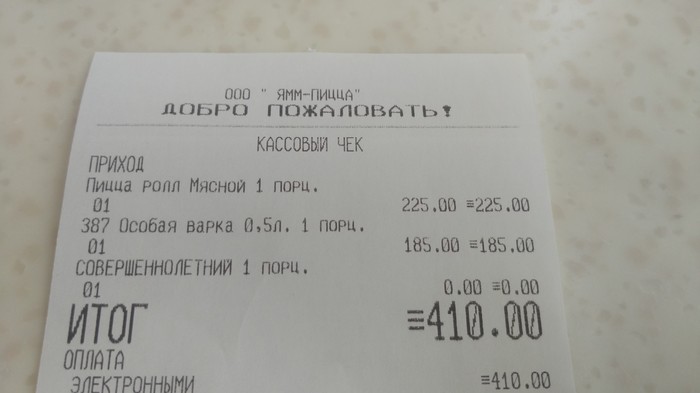 ООО " ЯММ-ПИЦЦА"
ДОБРО ПОЖАЛОВАТЬ!
КАССОВЫЙ ЧЕК
ПРИХОД
Пицца ролл Мясной 1 порц.
01 225.00 ≡225.00
387 Особая варка 0,5л. 1 порц.
01 185.00 ≡185.00
СОВЕРШЕННОЛЕТНИЙ 1 порц.
01 0.00 ≡0.00
ИТОГ ≡410.00
ОПЛАТА
ЭЛЕКТРОННЫМИ ≡410.00